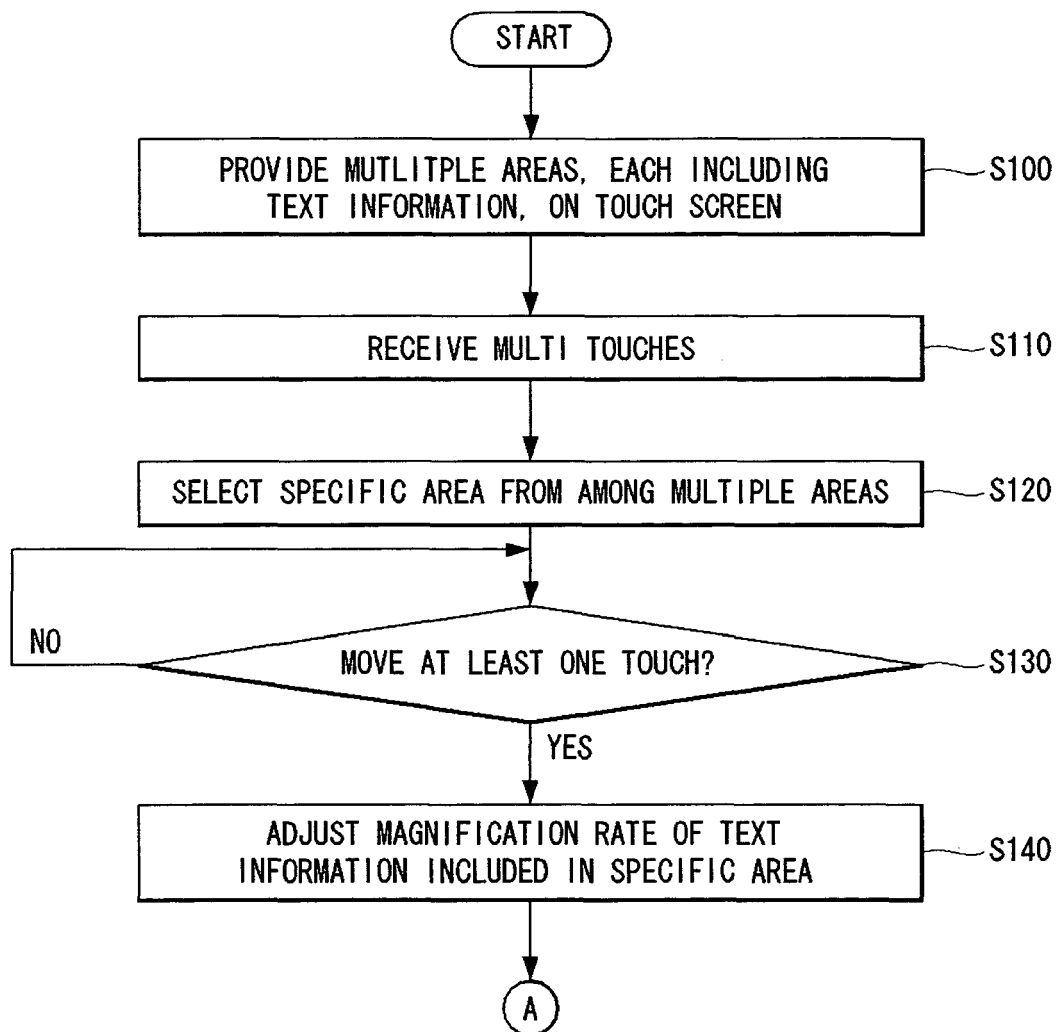 START
PROVIDE MUTLITPLE AREAS, EACH INCLUDING
TEXT INFORMATION, ON TOUCH SCREEN
S100
RECEIVE MULTI TOUCHES
S110
SELECT SPECIFIC AREA FROM AMONG MULTIPLE AREAS
S120
NO
MOVE AT LEAST ONE TOUCH?
S130
YES
ADJUST MAGNIFICATION RATE OF TEXT
INFORMATION INCLUDED IN SPECIFIC AREA
S140
A